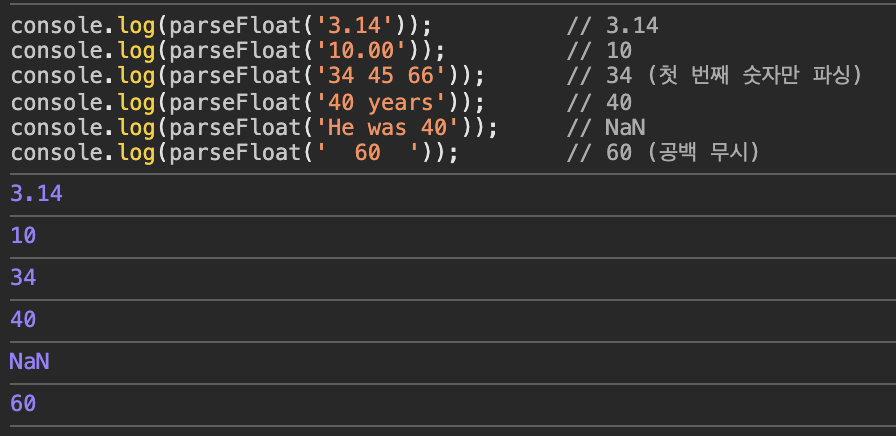 console.log(parseFloat('3.14'));          // 3.14
console.log(parseFloat('10.00'));         // 10
console.log(parseFloat('34 45 66'));      // 34 (첫 번째 숫자만 파싱)
console.log(parseFloat('40 years'));      // 40
console.log(parseFloat('He was 40'));     // NaN
console.log(parseFloat('  60  '));        // 60 (공백 무시)
3.14
10
34
40
NaN
60